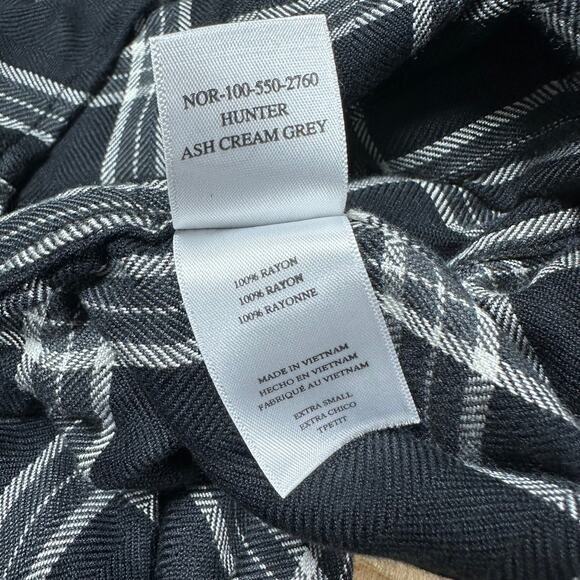 NOR-100-550-2760
HUNTER
ASH CREAM GREY
100% RAYON
100% RAYON
100% RAYONNE
MADE IN VIETNAM
HECHO EN VIETNAM
FABRIQUÉ AU VIETNAM
EXTRA SMALL
EXTRA CHICO
TPETIT